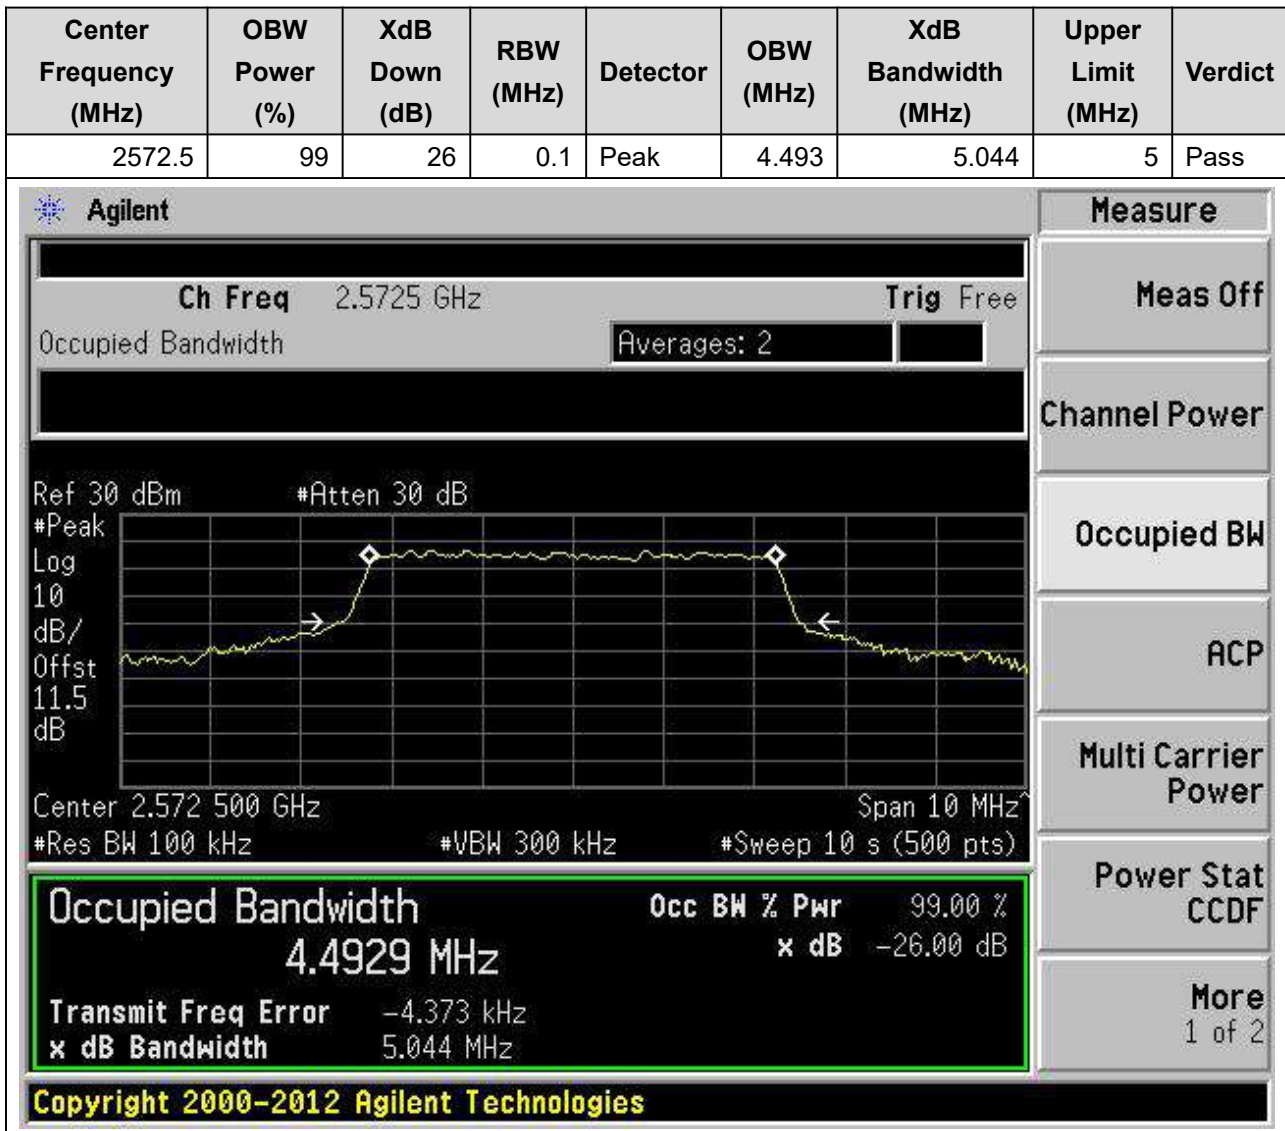 Center Frequency (MHz) OBW Power (%) XdB Down (dB) RBW (MHz) Detector OBW (MHz) XdB Bandwidth (MHz) Upper Limit (MHz) Verdict
2572.5 99 26 0.1 Peak 4.493 5.044 5 Pass
Agilent
Measure
Ch Freq 2.5725 GHz Trig Free
Meas Off
Occupied Bandwidth Averages: 2
Channel Power
Ref 30 dBm #Atten 30 dB
#Peak
Log
10
dB/
Offst
11.5
dB
Occupied BW
ACP
Multi Carrier
Power
Center 2.572 500 GHz Span 10 MHz^
#Res BW 100 kHz #VBW 300 kHz #Sweep 10 s (500 pts)
Power Stat
CCDF
Occupied Bandwidth Occ BW % Pwr 99.00 %
4.4929 MHz x dB -26.00 dB
Transmit Freq Error -4.373 kHz
x dB Bandwidth 5.044 MHz
More
1 of 2
Copyright 2000-2012 Agilent Technologies